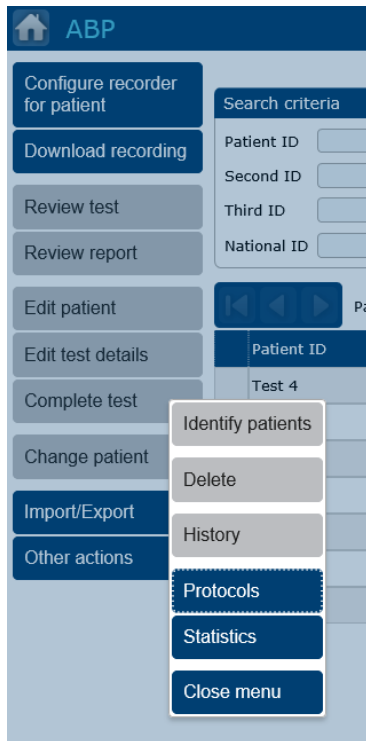 ABP
Configure recorder
for patient
Download recording
Review test
Review report
Edit patient
Edit test details
Complete test
Change patient
Import/Export
Other actions
Search criteria
Patient ID
Second ID
Third ID
National ID
Pa
Patient ID
Test 4
Identify patients
Delete
History
Protocols
Statistics
Close menu